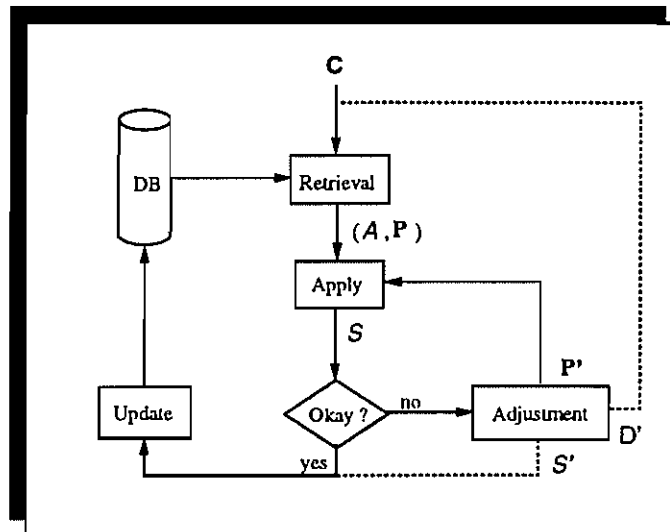 C
DB
Retrieval
(A,P)
Apply
S
P'
Update
Okay ?
no
Adjustment
D'
yes
S'